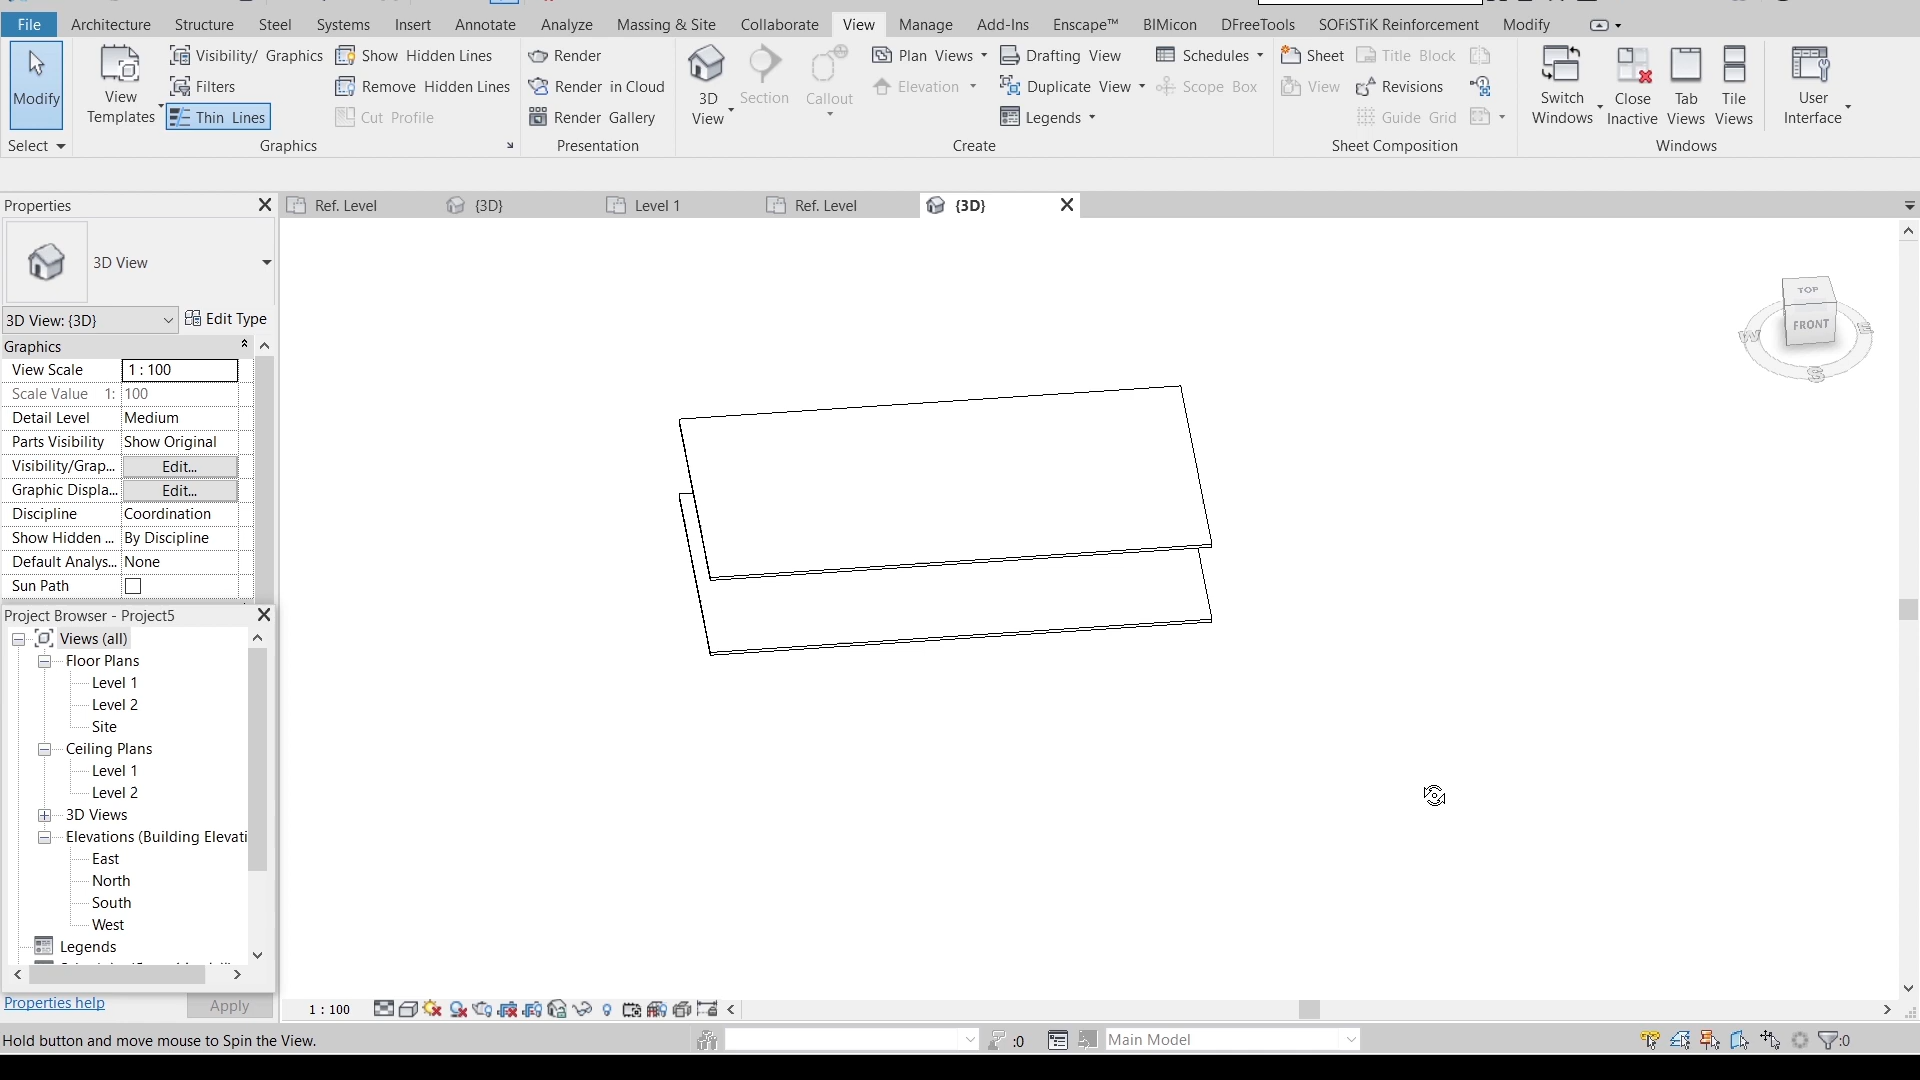 File Architecture Structure Steel Systems Insert Annotate Analyze Massing & Site Collaborate View Manage Add-Ins Enscape™ BIMicon DFreeTools SOFiSTiK Reinforcement Modify
Modify
Select
View
Templates
Visibility/ Graphics
Filters
Thin Lines
Show Hidden Lines
Remove Hidden Lines
Cut Profile
Graphics
Render
Render in Cloud
Render Gallery
Presentation
3D
View
Section
Callout
Plan Views
Elevation
Drafting View
Duplicate View
Legends
Schedules
Scope Box
Create
Sheet
View
Title Block
Revisions
Guide Grid
Sheet Composition
Switch
Windows
Close
Inactive
Tab
Views
Tile
Views
Windows
User
Interface
Properties
Ref. Level {3D} Level 1 Ref. Level {3D}
3D View
3D View: {3D} Edit Type
Graphics
View Scale 1 : 100
Scale Value 1: 100
Detail Level Medium
Parts Visibility Show Original
Visibility/Grap... Edit...
Graphic Displa... Edit...
Discipline Coordination
Show Hidden ... By Discipline
Default Analys... None
Sun Path
Project Browser - Project5
Views (all)
Floor Plans
Level 1
Level 2
Site
Ceiling Plans
Level 1
Level 2
3D Views
Elevations (Building Elevati
East
North
South
West
Legends
Properties help Apply
TOP
FRONT
W
S
S
1 : 100
Hold button and move mouse to Spin the View.
:0
Main Model
:0